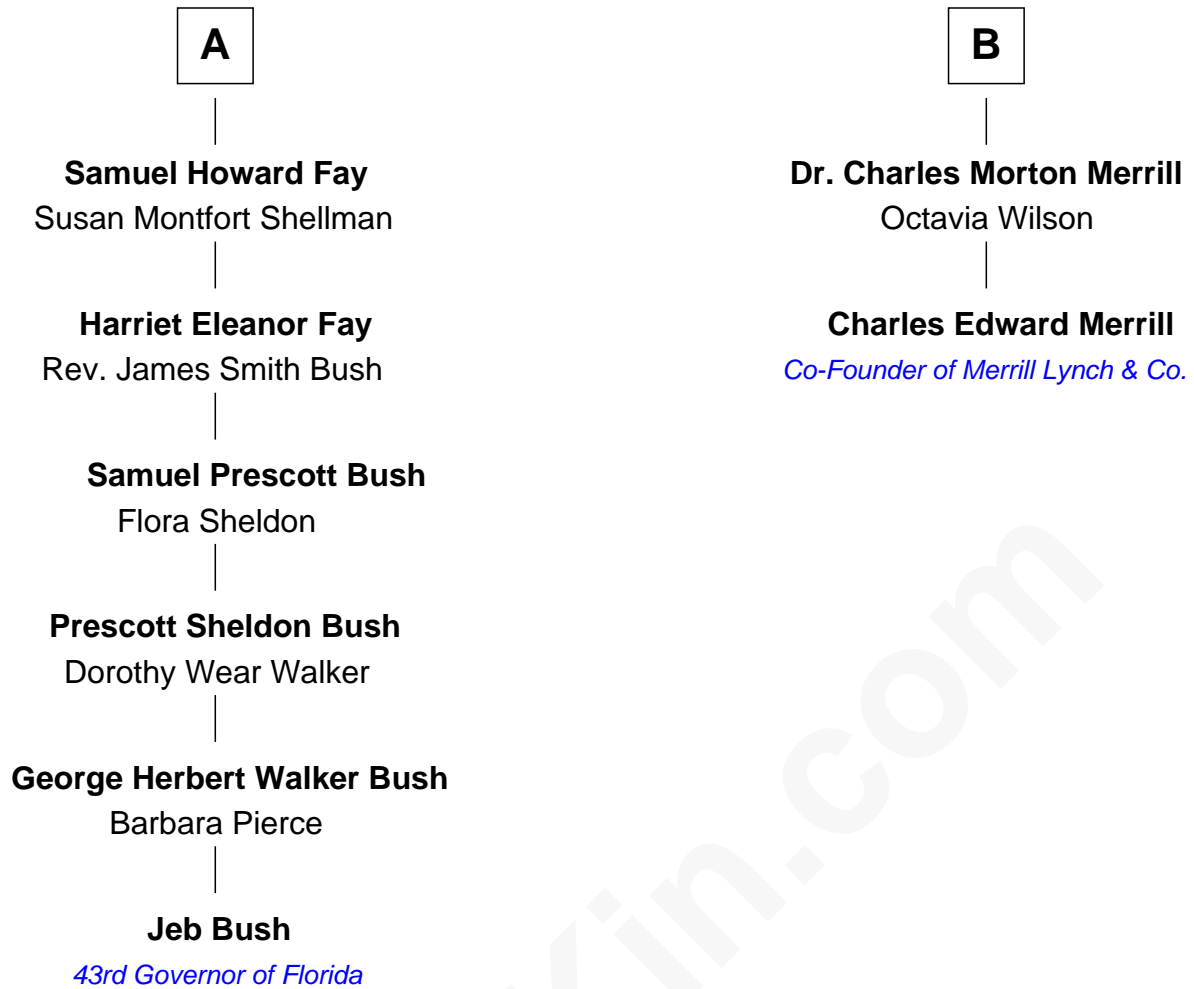 A
Samuel Howard Fay
Susan Montfort Shellman
Harriet Eleanor Fay
Rev. James Smith Bush
Samuel Prescott Bush
Flora Sheldon
Prescott Sheldon Bush
Dorothy Wear Walker
George Herbert Walker Bush
Barbara Pierce
Jeb Bush
43rd Governor of Florida
B
Dr. Charles Morton Merrill
Octavia Wilson
Charles Edward Merrill
Co-Founder of Merrill Lynch & Co.
Kin.com